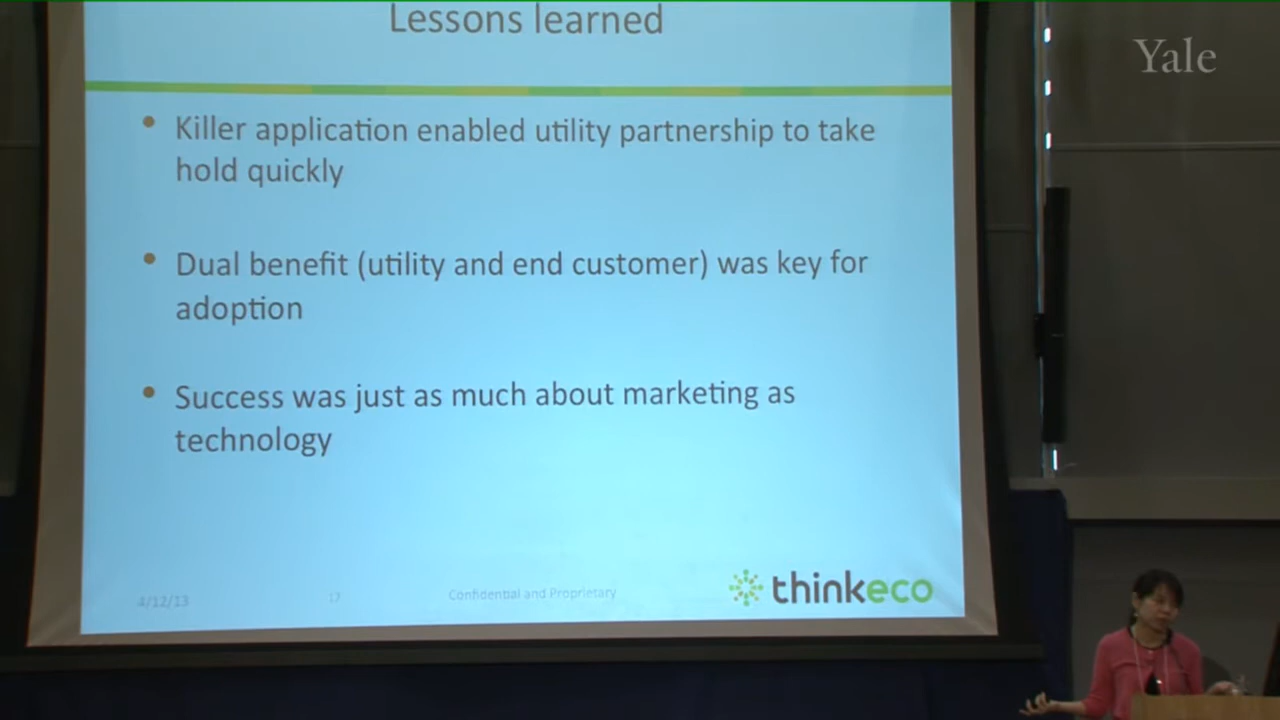 Lessons learned
Yale
• Killer application enabled utility partnership to take
hold quickly
• Dual benefit (utility and end customer) was key for
adoption
• Success was just as much about marketing as
technology
4/12/13
17
Confidential and Proprietary
thinkeco